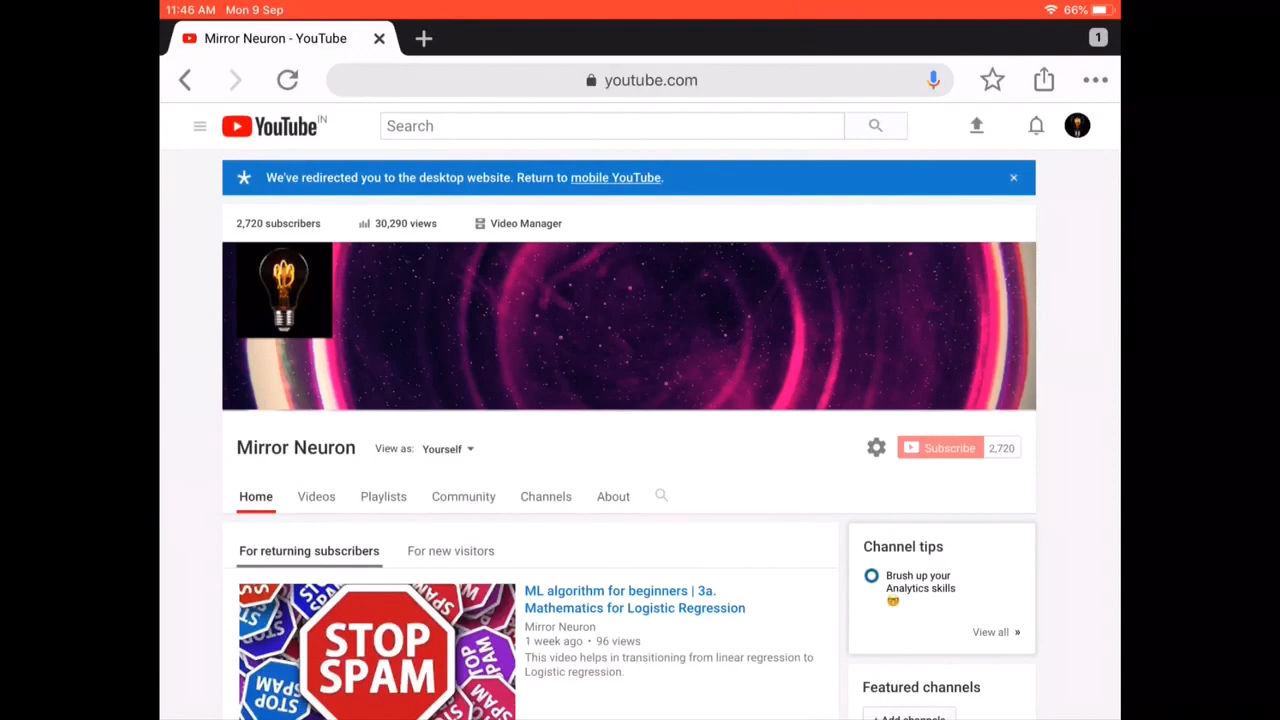 11:46 AM Mon 9 Sep
66%
Mirror Neuron - YouTube
1
youtube.com
YouTube IN
Search
We've redirected you to the desktop website. Return to mobile YouTube.
2,720 subscribers 30,290 views Video Manager
Mirror Neuron View as: Yourself
Subscribe 2,720
Home Videos Playlists Community Channels About
For returning subscribers For new visitors
STOP
SPAM
ML algorithm for beginners | 3a.
Mathematics for Logistic Regression
Mirror Neuron
1 week ago • 96 views
This video helps in transitioning from linear regression to
Logistic regression.
Channel tips
Brush up your
Analytics skills
View all »
Featured channels
+ Add channels